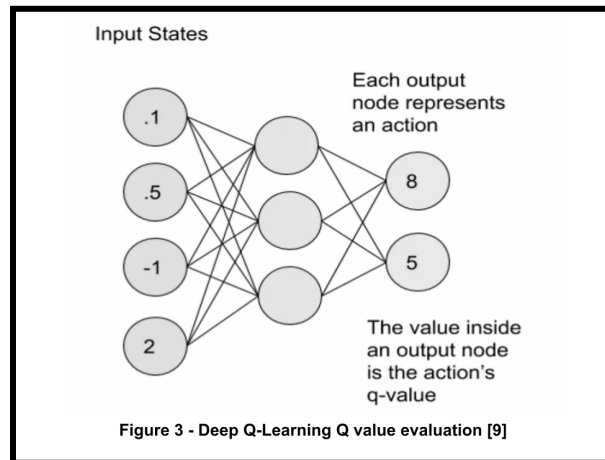 Input States
Each output
node represents
an action
.1
.5
-1
2
8
5
The value inside
an output node
is the action's
q-value
Figure 3 - Deep Q-Learning Q value evaluation [9]